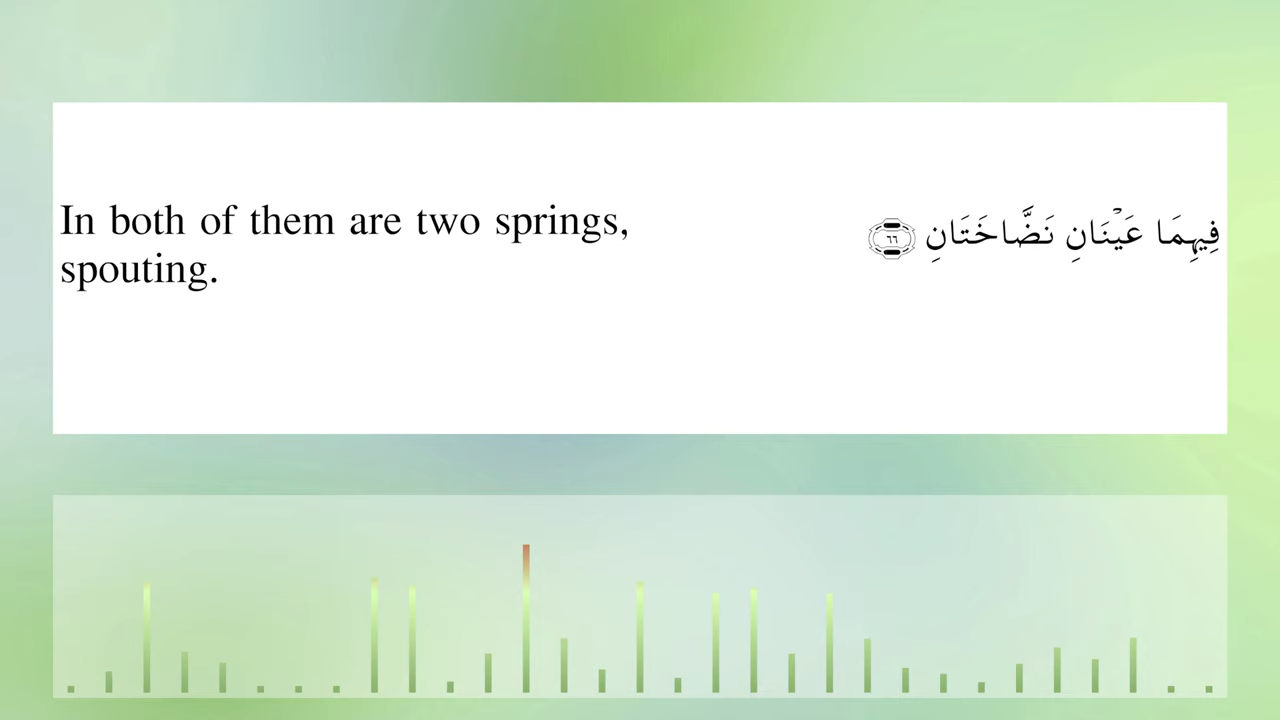 In both of them are two springs,
spouting.
فِيهِمَا عَيْنَانِ نَضَّاخَتَانِ ٦٦